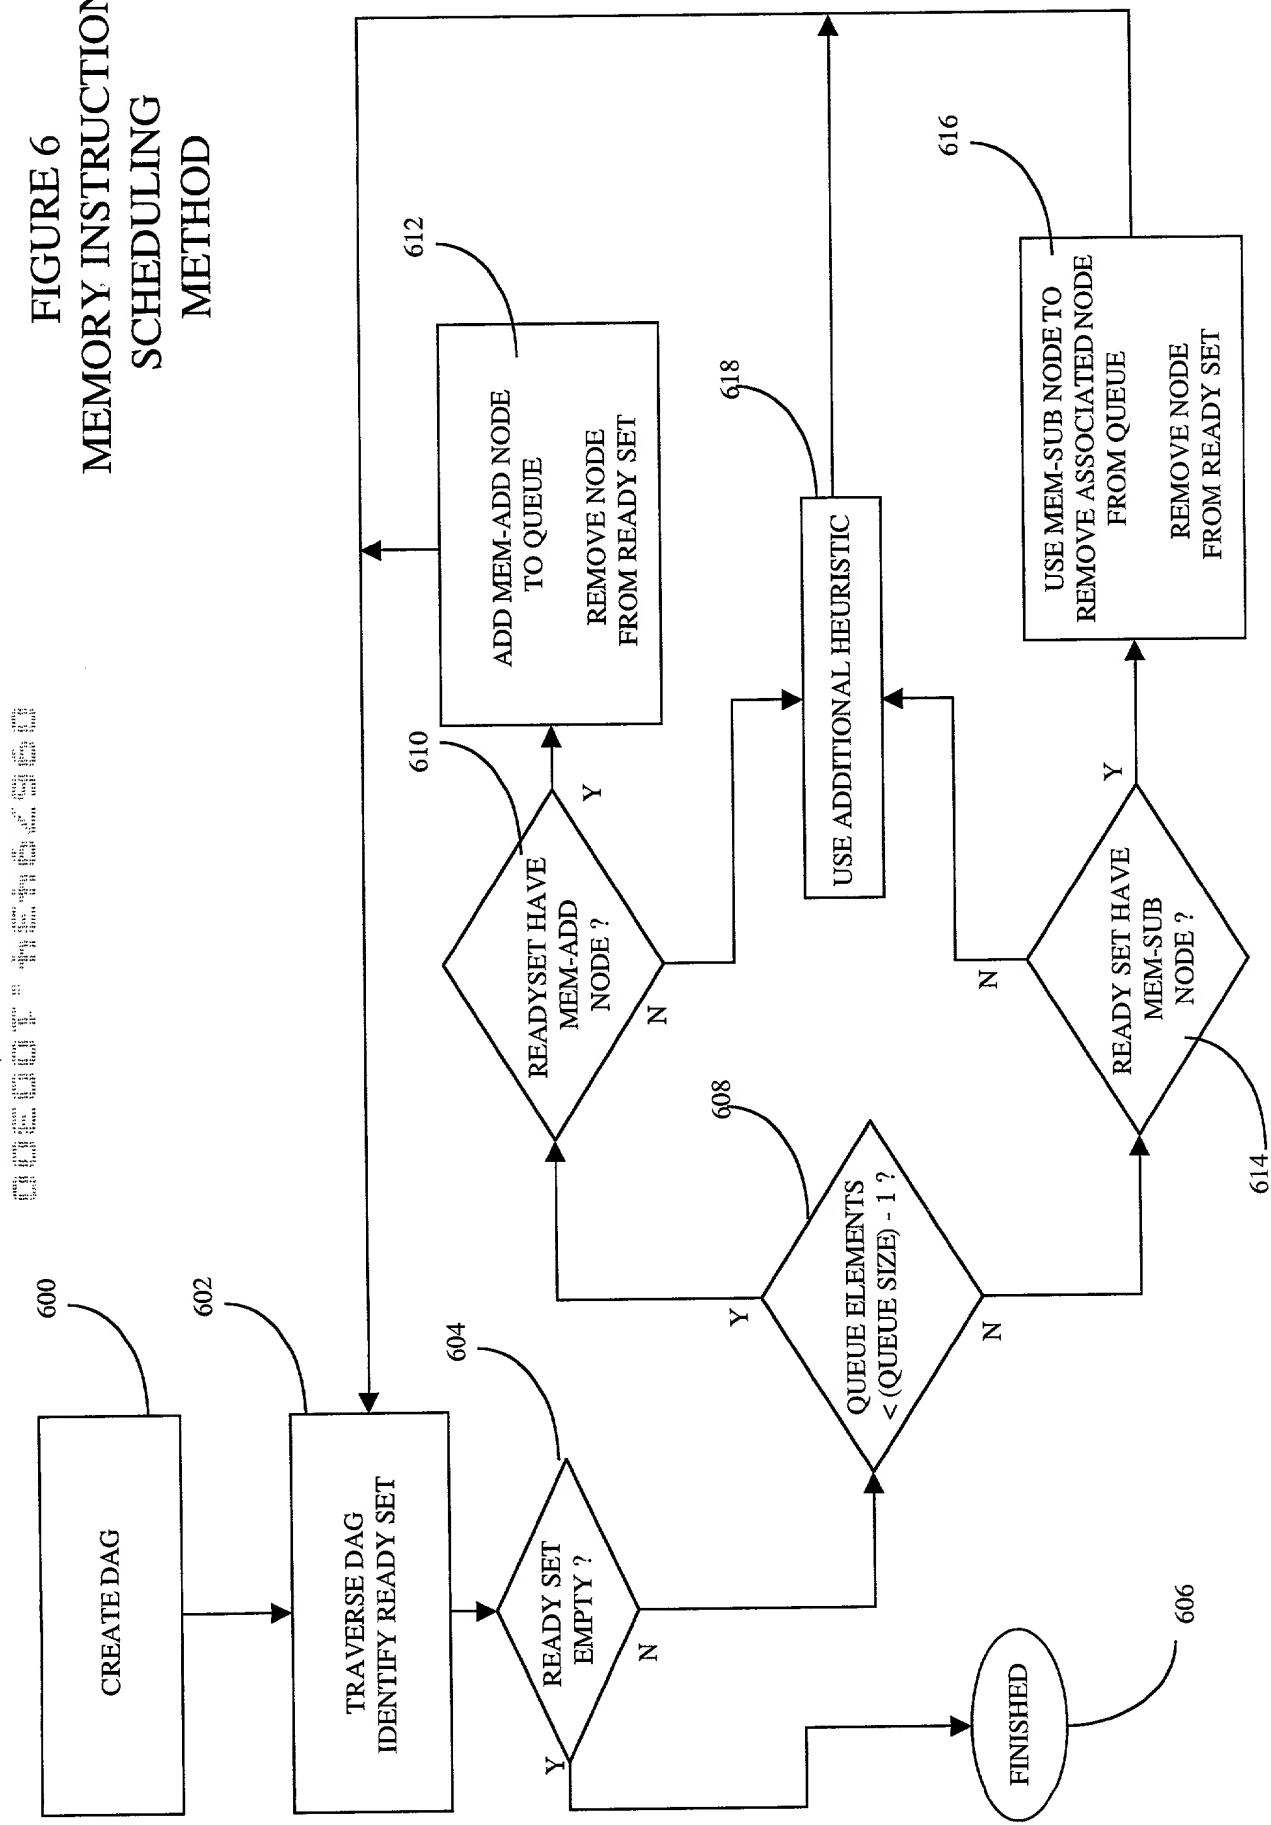 FIGURE 6
MEMORY INSTRUCTION
SCHEDULING
METHOD
600
CREATE DAG
602
TRAVERSE DAG
IDENTIFY READY SET
604
READY SET
EMPTY ?
Y
N
606
FINISHED
608
QUEUE ELEMENTS
< (QUEUE SIZE) - 1 ?
Y
N
610
READYSET HAVE
MEM-ADD
NODE ?
Y
N
612
ADD MEM-ADD NODE
TO QUEUE
REMOVE NODE
FROM READY SET
618
USE ADDITIONAL HEURISTIC
614
READY SET HAVE
MEM-SUB
NODE ?
Y
N
616
USE MEM-SUB NODE TO
REMOVE ASSOCIATED NODE
FROM QUEUE
REMOVE NODE
FROM READY SET